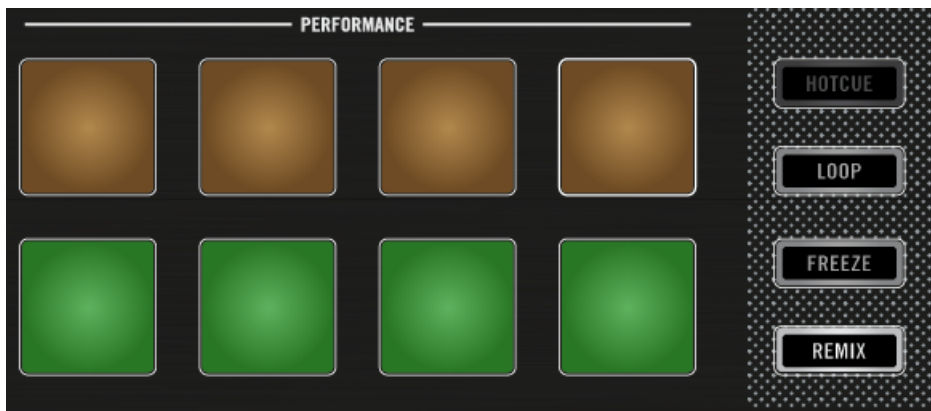 PERFORMANCE
HOTCUE
LOOP
FREEZE
REMIX